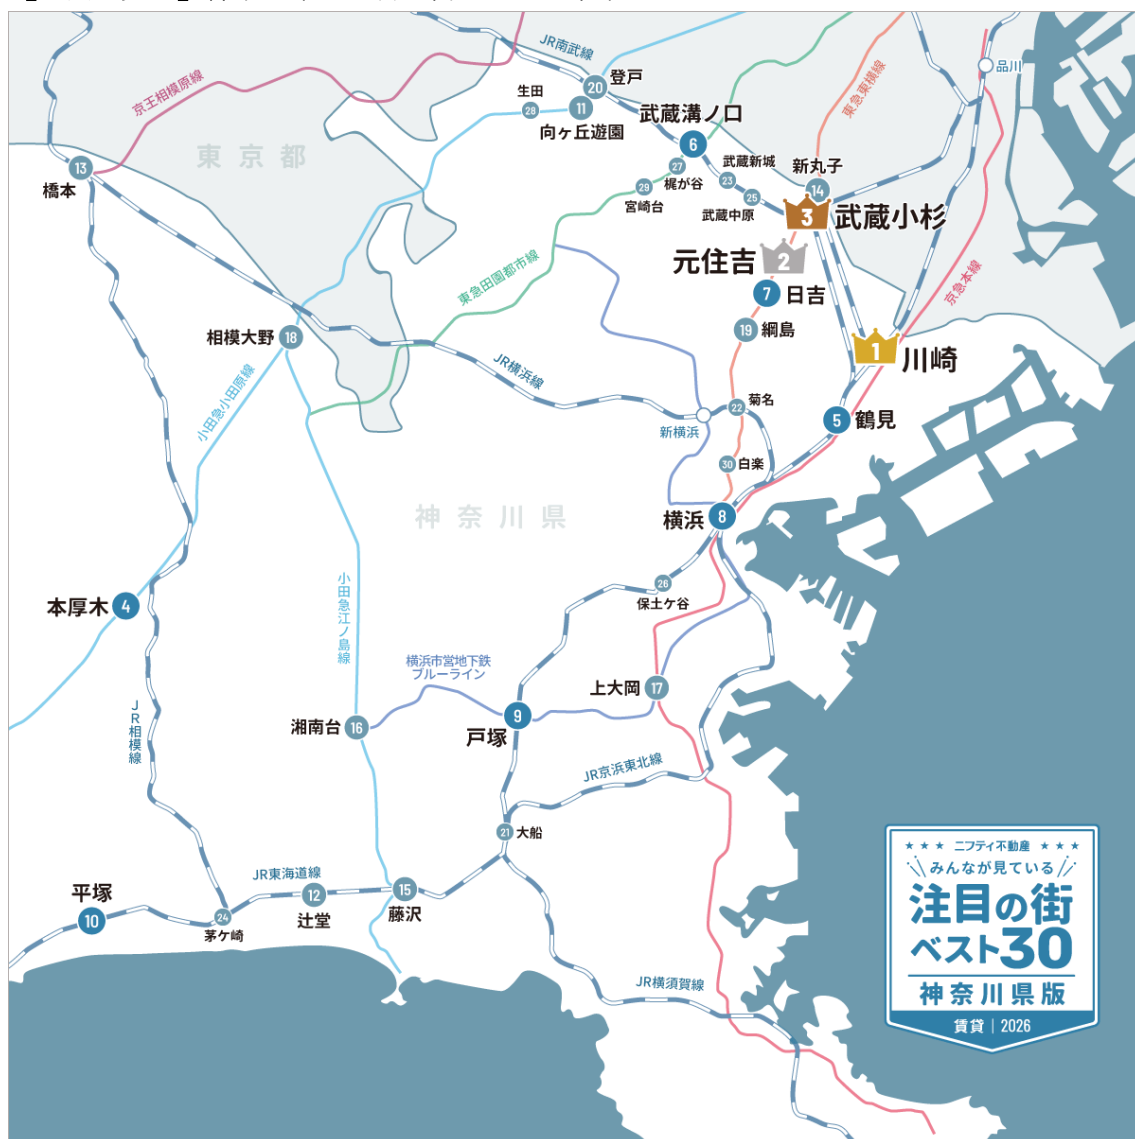 JR南武線
品川
登戸
20
生田
28
11
向ヶ丘遊園
京王相模原線
東急東横線
武蔵溝ノ口
6
東京都
13
橋本
27
梶が谷
武蔵新城
23
新丸子
14
29
宮崎台
25
武蔵中原
3
武蔵小杉
元住吉
2
東急田園都市線
京急本線
7
日吉
相模大野
18
19
綱島
1
川崎
JR横浜線
小田急小田原線
菊名
22
新横浜
5
鶴見
30
白楽
神奈川県
横浜
8
26
保土ケ谷
本厚木
4
小田急江ノ島線
横浜市営地下鉄
ブルーライン
上大岡
17
JR相模線
湘南台
16
9
戸塚
JR京浜東北線
21
大船
JR東海道線
平塚
10
24
茅ケ崎
12
辻堂
15
藤沢
JR横須賀線
★ ★ ★ ニフティ不動産 ★ ★ ★
みんなが見ている
注目の街
ベスト30
神奈川県版
賃貸｜2026